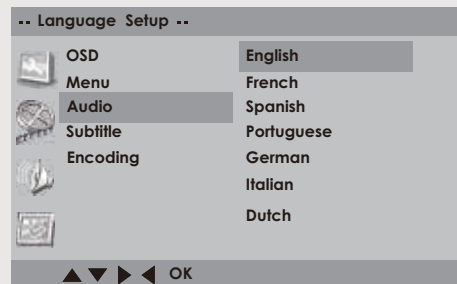 -- Language Setup --
OSD
Menu
Audio
Subtitle
Encoding
English
French
Spanish
Portuguese
German
Italian
Dutch
▲ ▼ ▶ ◀ OK